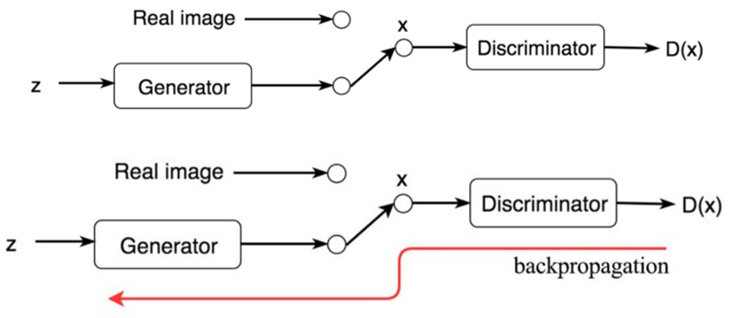 Real image
x
Discriminator
D(x)
z
Generator
Real image
x
Discriminator
D(x)
z
Generator
backpropagation